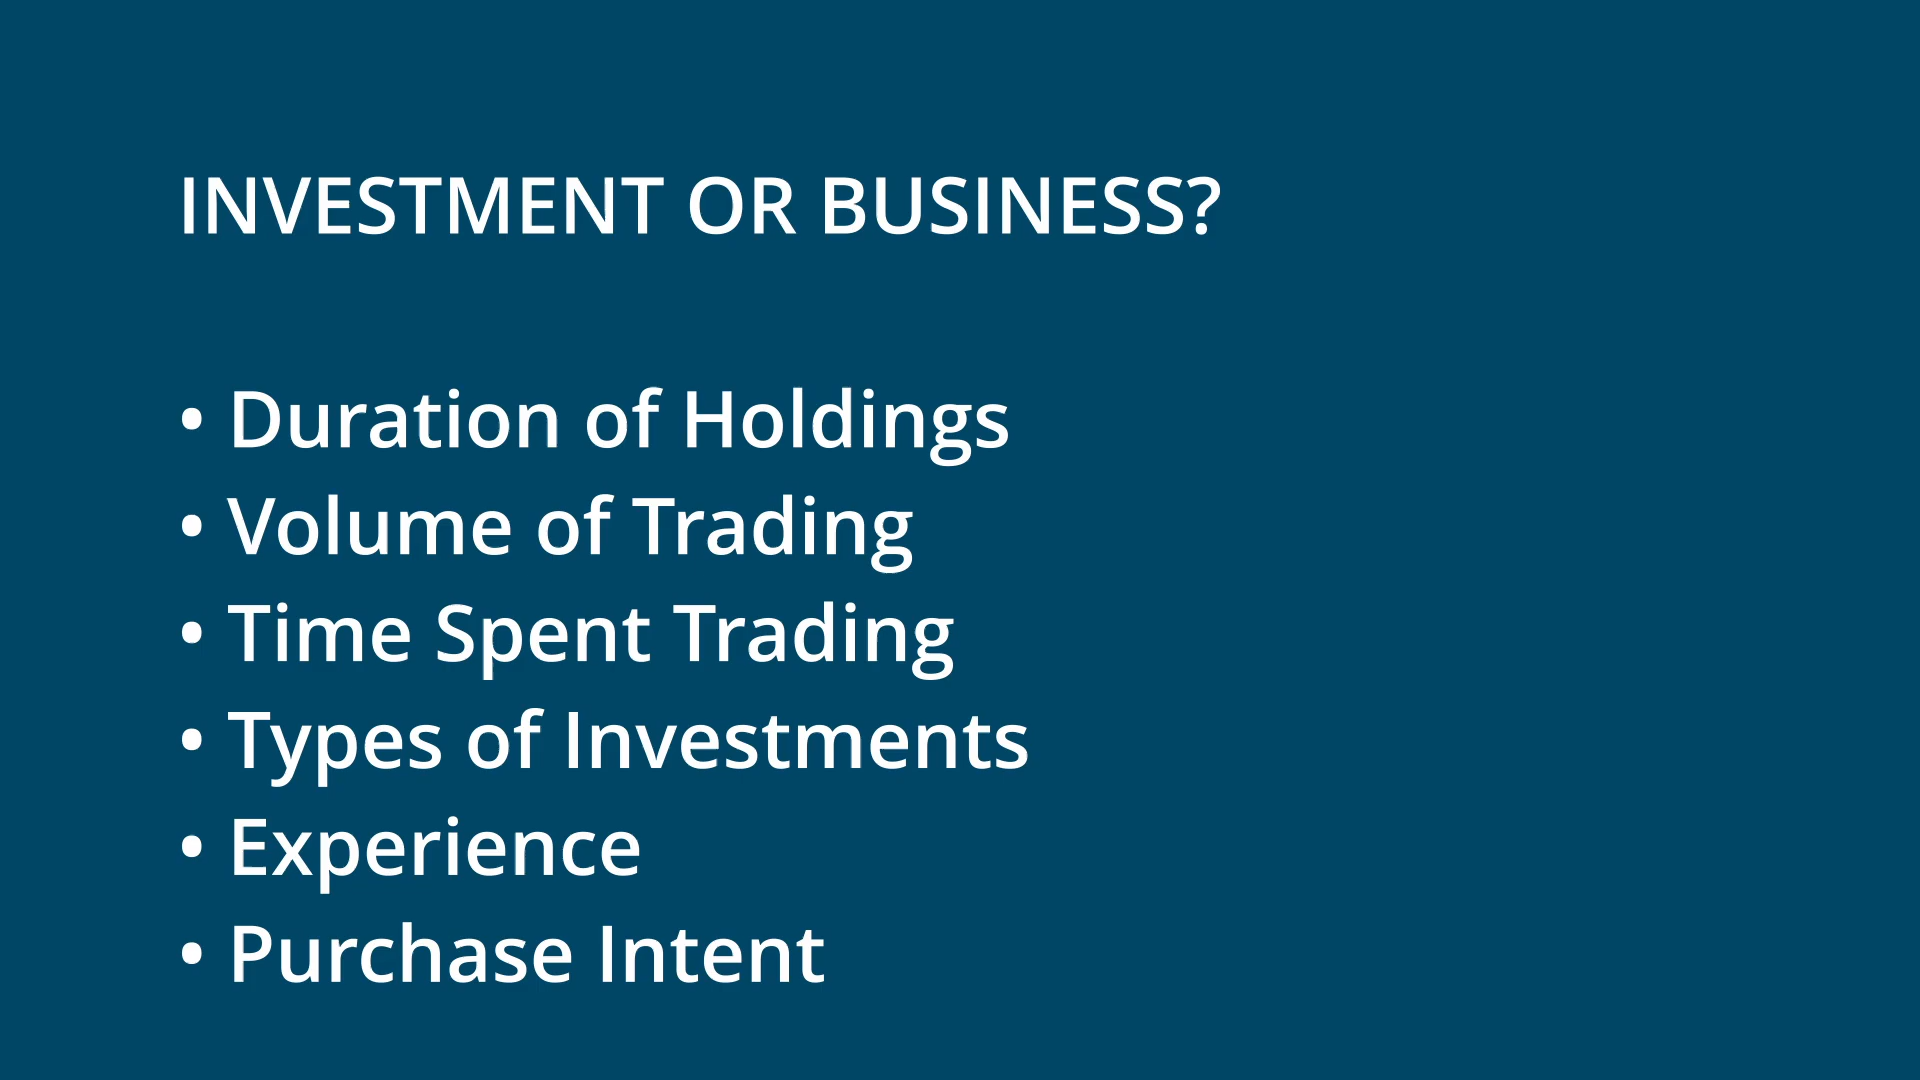 INVESTMENT OR BUSINESS?
• Duration of Holdings
• Volume of Trading
• Time Spent Trading
• Types of Investments
• Experience
• Purchase Intent